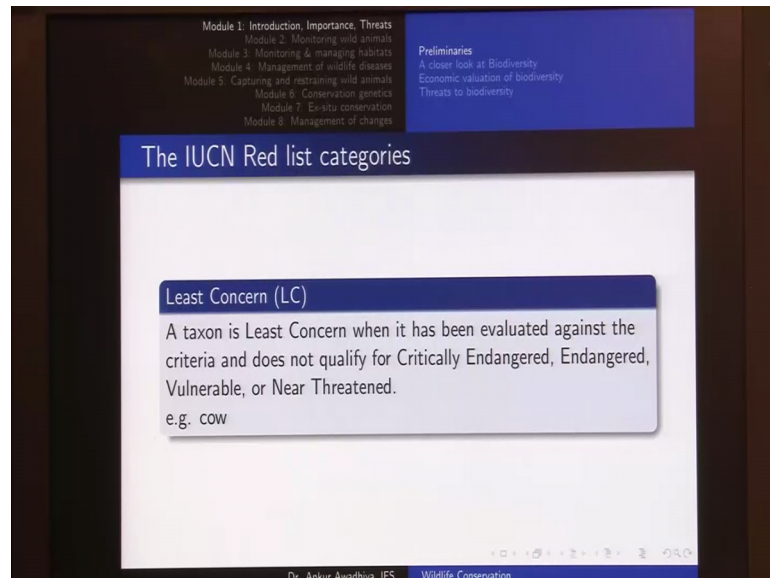 Module 1: Introduction, Importance, Threats
Module 2: Monitoring wild animals
Module 3: Monitoring & managing habitats
Module 4: Management of wildlife diseases
Module 5: Capturing and restraining wild animals
Module 6: Conservation genetics
Module 7: Ex-situ conservation
Module 8: Management of changes
Preliminaries
A closer look at Biodiversity
Economic valuation of biodiversity
Threats to biodiversity
The IUCN Red list categories
Least Concern (LC)
A taxon is Least Concern when it has been evaluated against the
criteria and does not qualify for Critically Endangered, Endangered,
Vulnerable, or Near Threatened.
e.g. cow
Dr. Ankur Awadhiya, IFS
Wildlife Conservation